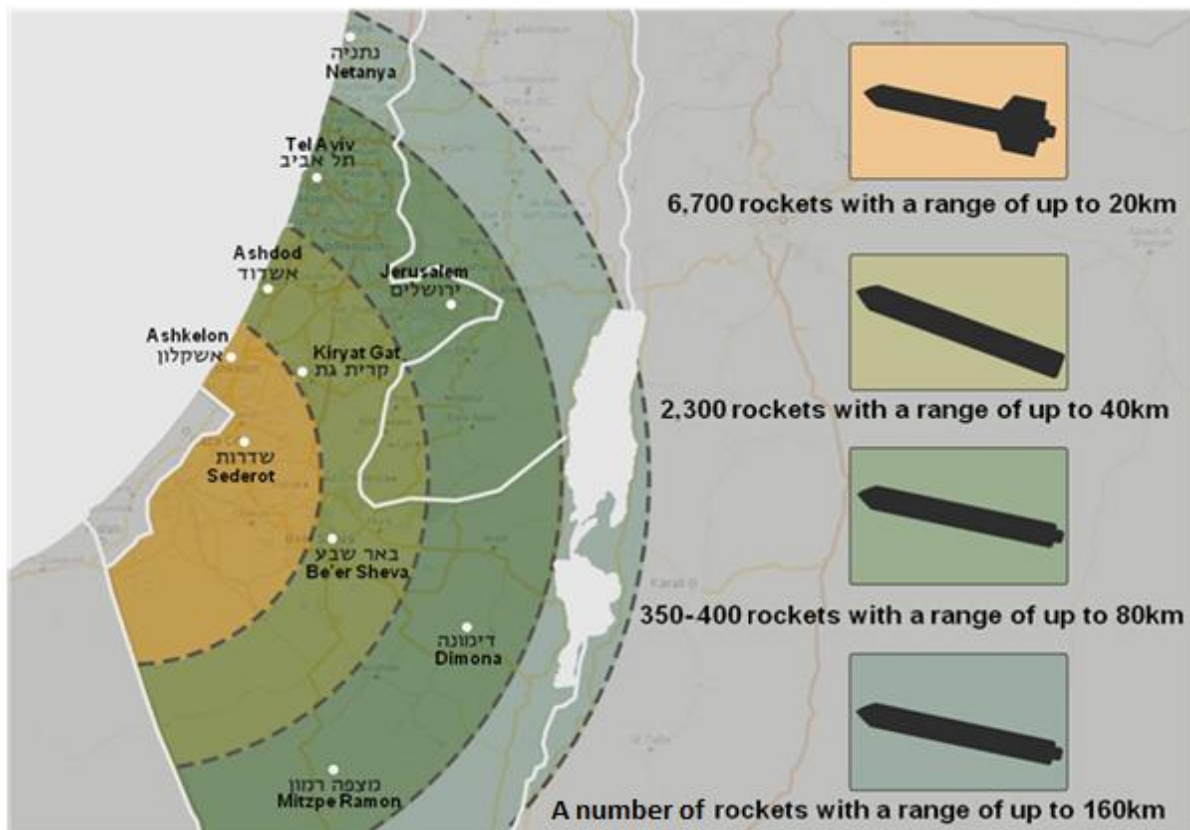 נתניה
Netanya
Tel Aviv
תל אביב
Ashdod
אשדוד
Jerusalem
ירושלים
Ashkelon
אשקלון
Kiryat Gat
קרית גת
שדרות
Sederot
באר שבע
Be'er Sheva
דימונה
Dimona
מצפה רמון
Mitzpe Ramon
Karak
6,700 rockets with a range of up to 20km
2,300 rockets with a range of up to 40km
350-400 rockets with a range of up to 80km
A number of rockets with a range of up to 160km